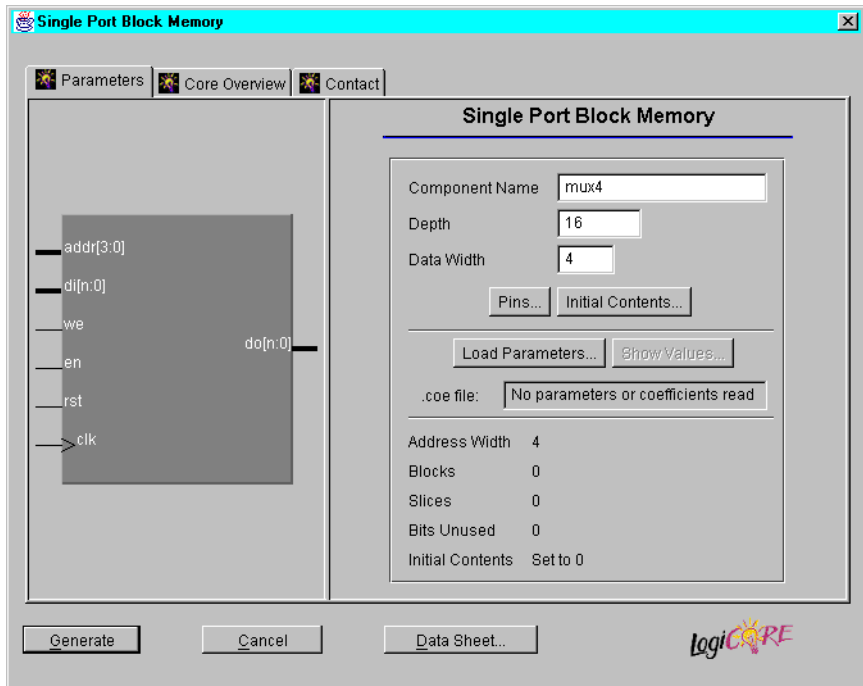 Single Port Block Memory
Parameters
Core Overview
Contact
addr[3:0]
di[n:0]
we
en
rst
clk
do[n:0]
Single Port Block Memory
Component Name mux4
Depth 16
Data Width 4
Pins... Initial Contents...
Load Parameters... Show Values...
.coe file: No parameters or coefficients read
Address Width 4
Blocks 0
Slices 0
Bits Unused 0
Initial Contents Set to 0
Generate Cancel Data Sheet...
LogiCORE